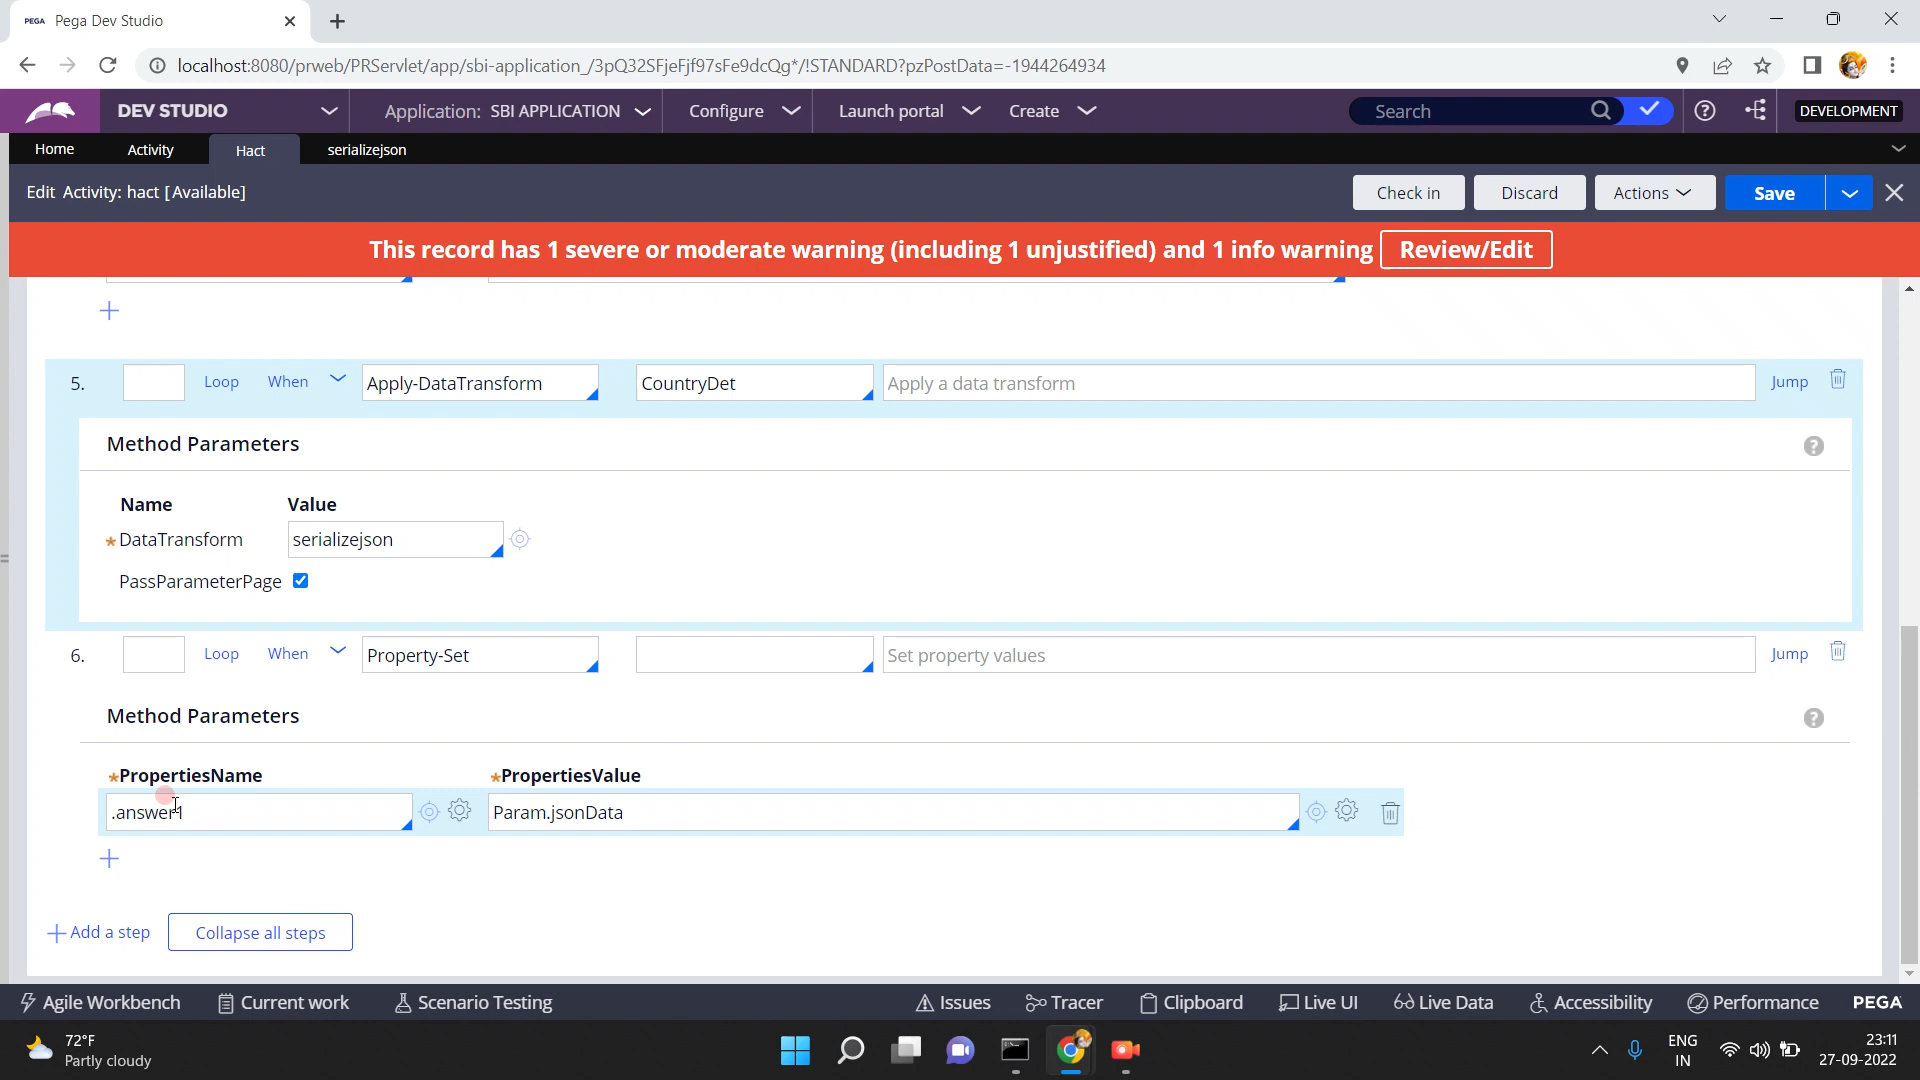 PEGA Pega Dev Studio
localhost:8080/prweb/PRServlet/app/sbi-application_/3pQ32SFjeFjf97sFe9dcQg*/!STANDARD?pzPostData=-1944264934
DEV STUDIO Application: SBI APPLICATION Configure Launch portal Create Search DEVELOPMENT
Home Activity Hact serializejson
Edit Activity: hact [Available] Check in Discard Actions Save
This record has 1 severe or moderate warning (including 1 unjustified) and 1 info warning Review/Edit
5. Loop When Apply-DataTransform CountryDet Apply a data transform Jump
Method Parameters
Name Value
*DataTransform serializejson
PassParameterPage
6. Loop When Property-Set Set property values Jump
Method Parameters
*PropertiesName *PropertiesValue
.answer1 Param.jsonData
Add a step Collapse all steps
Agile Workbench Current work Scenario Testing Issues Tracer Clipboard Live UI Live Data Accessibility Performance PEGA
72°F
Partly cloudy
ENG
IN
23:11
27-09-2022